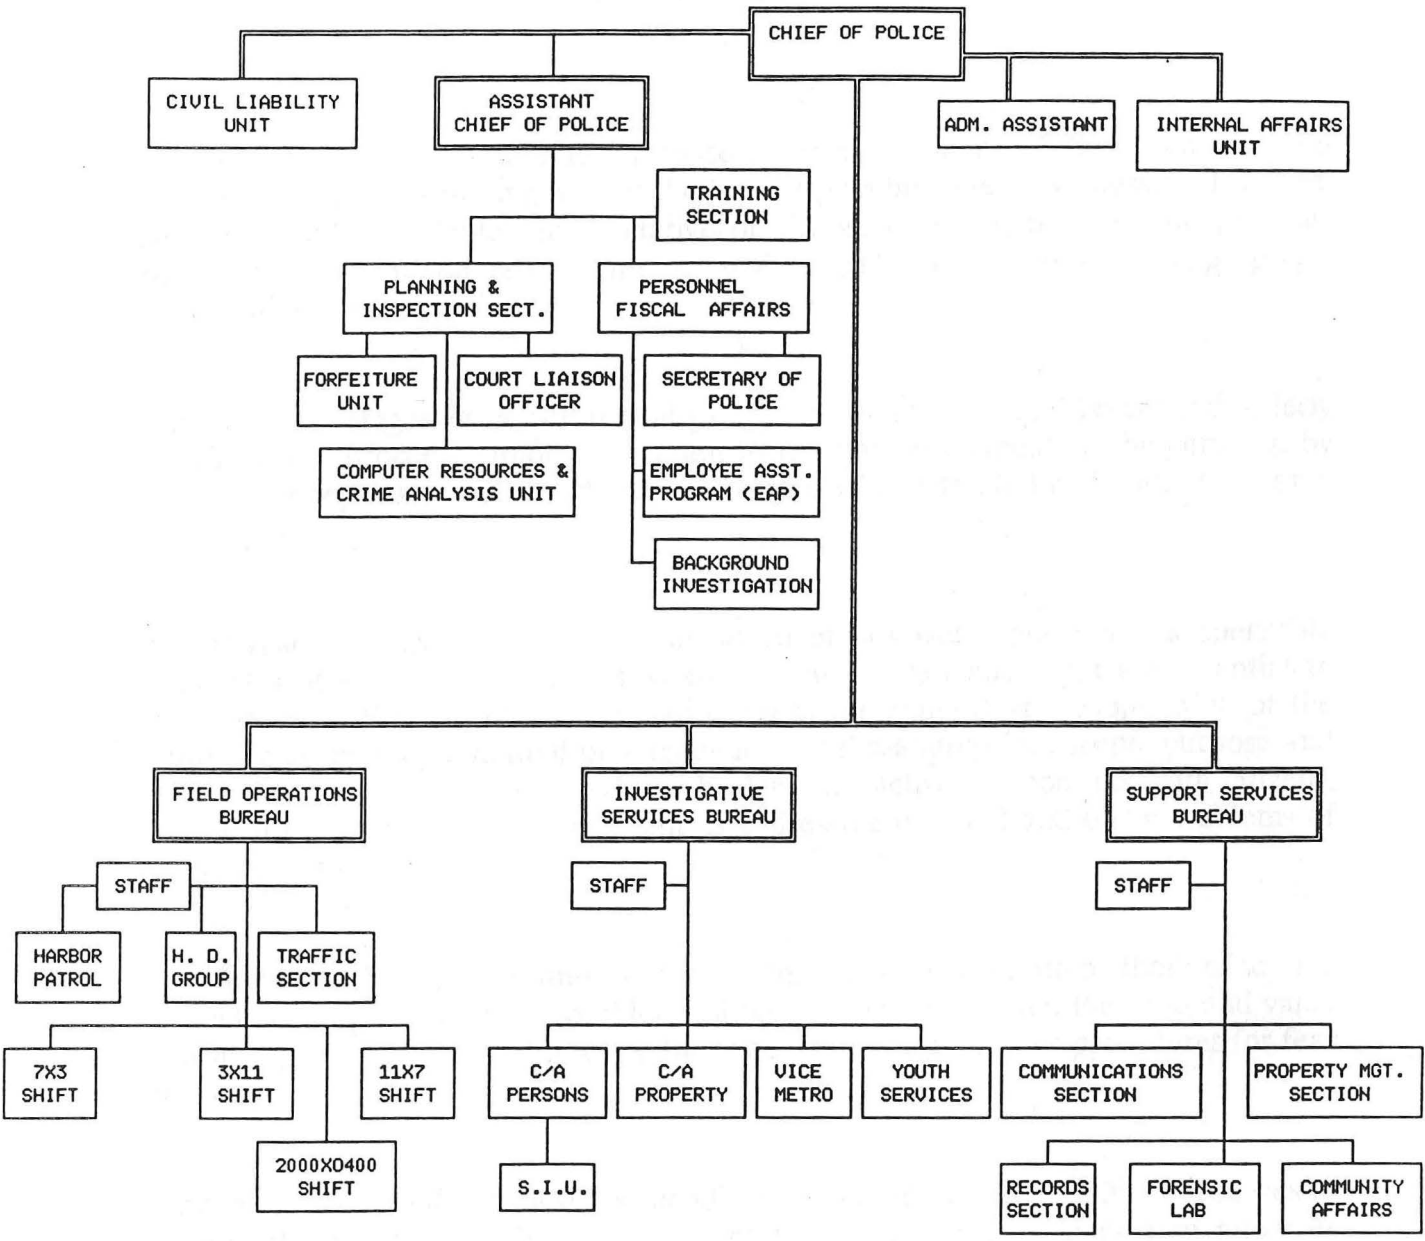 CHIEF OF POLICE
CIVIL LIABILITY
UNIT
ASSISTANT
CHIEF OF POLICE
ADM. ASSISTANT
INTERNAL AFFAIRS
UNIT
TRAINING
SECTION
PLANNING &
INSPECTION SECT.
PERSONNEL
FISCAL AFFAIRS
FORFEITURE
UNIT
COURT LIAISON
OFFICER
SECRETARY OF
POLICE
COMPUTER RESOURCES &
CRIME ANALYSIS UNIT
EMPLOYEE ASST.
PROGRAM (EAP)
BACKGROUND
INVESTIGATION
FIELD OPERATIONS
BUREAU
INVESTIGATIVE
SERVICES BUREAU
SUPPORT SERVICES
BUREAU
STAFF
STAFF
STAFF
HARBOR
PATROL
H. D.
GROUP
TRAFFIC
SECTION
7X3
SHIFT
3X11
SHIFT
11X7
SHIFT
C/A
PERSONS
C/A
PROPERTY
VICE
METRO
YOUTH
SERVICES
COMMUNICATIONS
SECTION
PROPERTY MGT.
SECTION
2000X0400
SHIFT
S.I.U.
RECORDS
SECTION
FORENSIC
LAB
COMMUNITY
AFFAIRS